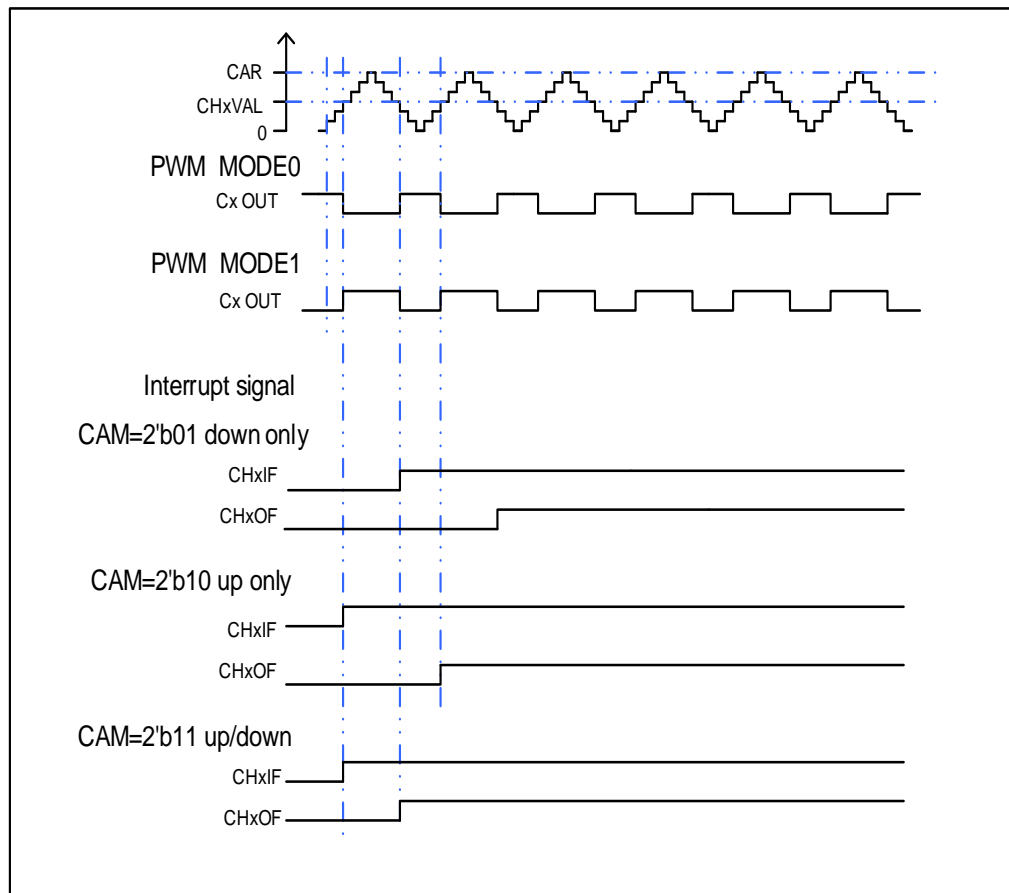 CAR
CHxVAL
0
PWM MODE0
Cx OUT
PWM MODE1
Cx OUT
Interrupt signal
CAM=2'b01 down only
CHxIF
CHxOF
CAM=2'b10 up only
CHxIF
CHxOF
CAM=2'b11 up/down
CHxIF
CHxOF